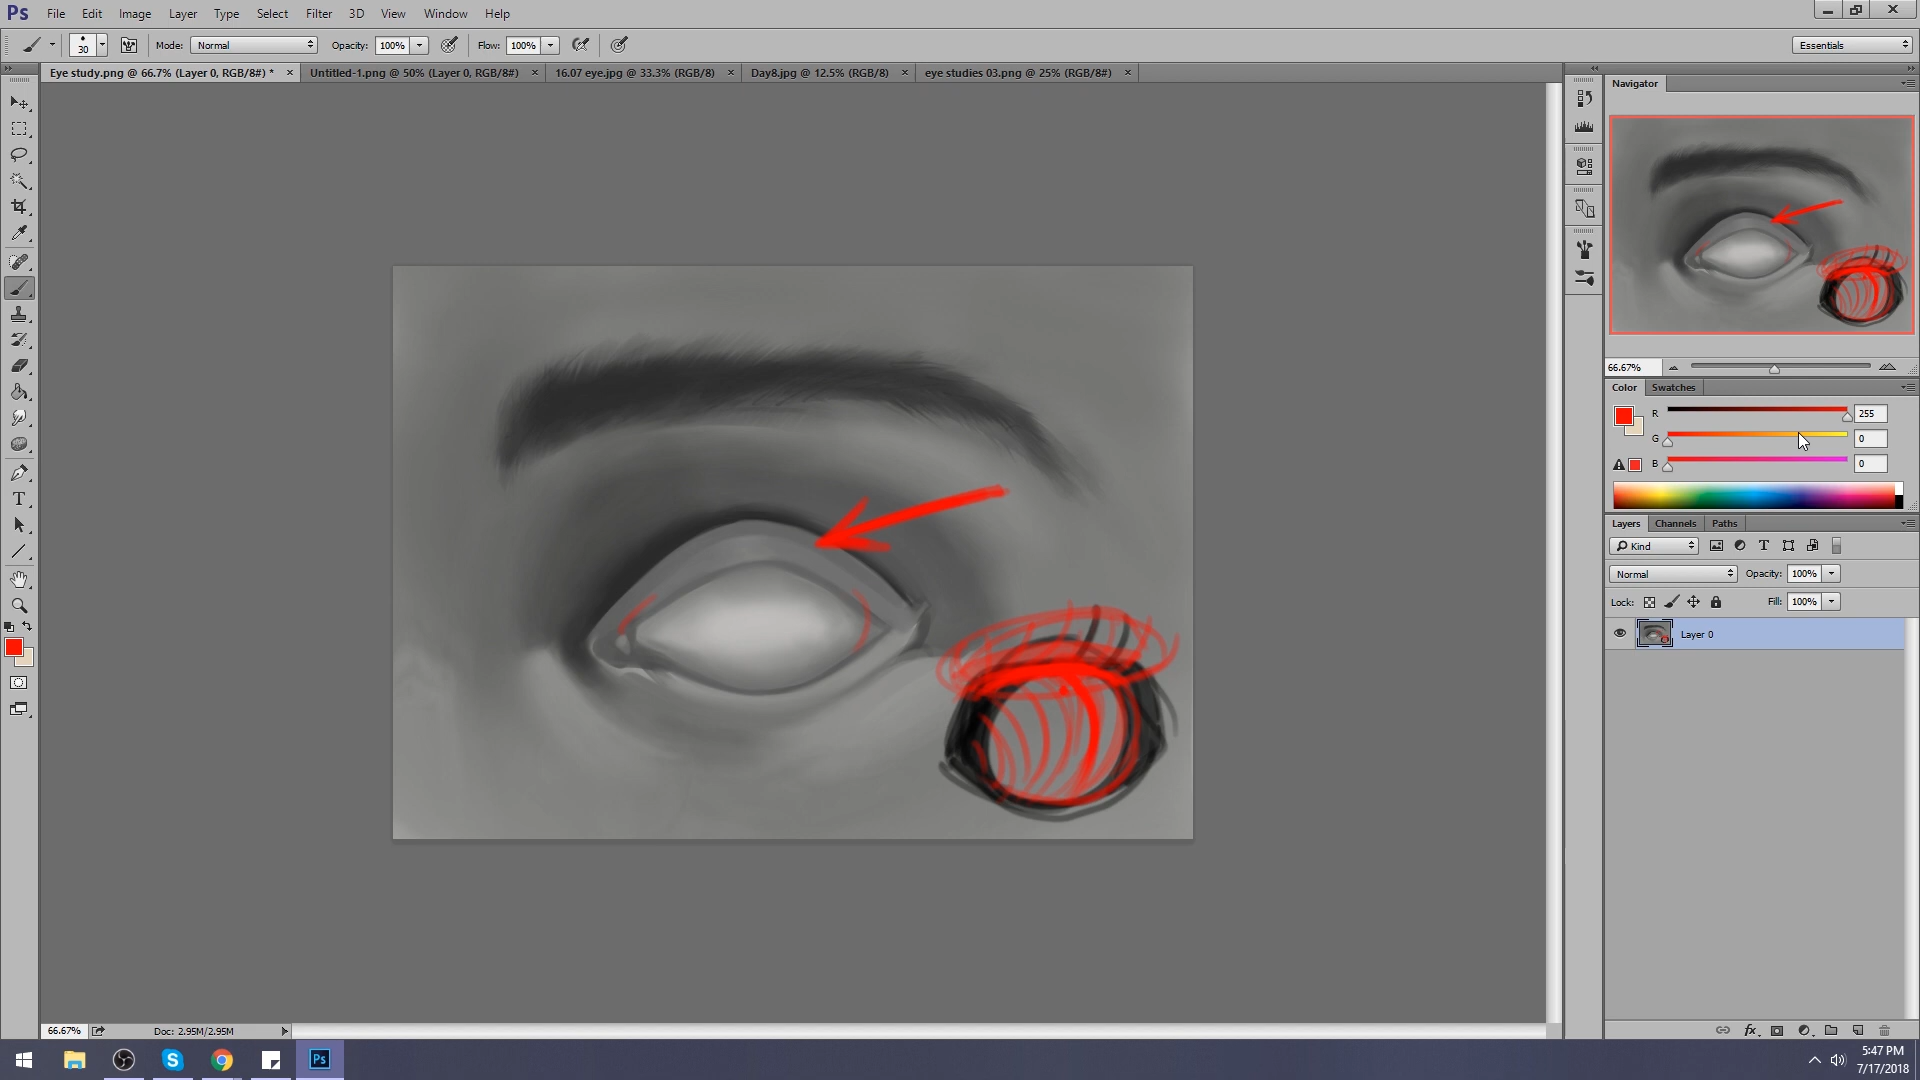 Ps File Edit Image Layer Type Select Filter 3D View Window Help
30 Mode: Normal Opacity: 100% Flow: 100% Essentials
Eye study.png @ 66.7% (Layer 0, RGB/8#) * × Untitled-1.png @ 50% (Layer 0, RGB/8#) × 16.07 eye.jpg @ 33.3% (RGB/8) × Day8.jpg @ 12.5% (RGB/8) × eye studies 03.png @ 25% (RGB/8#) ×
Navigator
66.67%
Color Swatches
R 255
G 0
B 0
Layers Channels Paths
Kind
Normal Opacity: 100%
Lock: Fill: 100%
Layer 0
66.67% Doc: 2.95M/2.95M
Ps
5:47 PM
7/17/2018